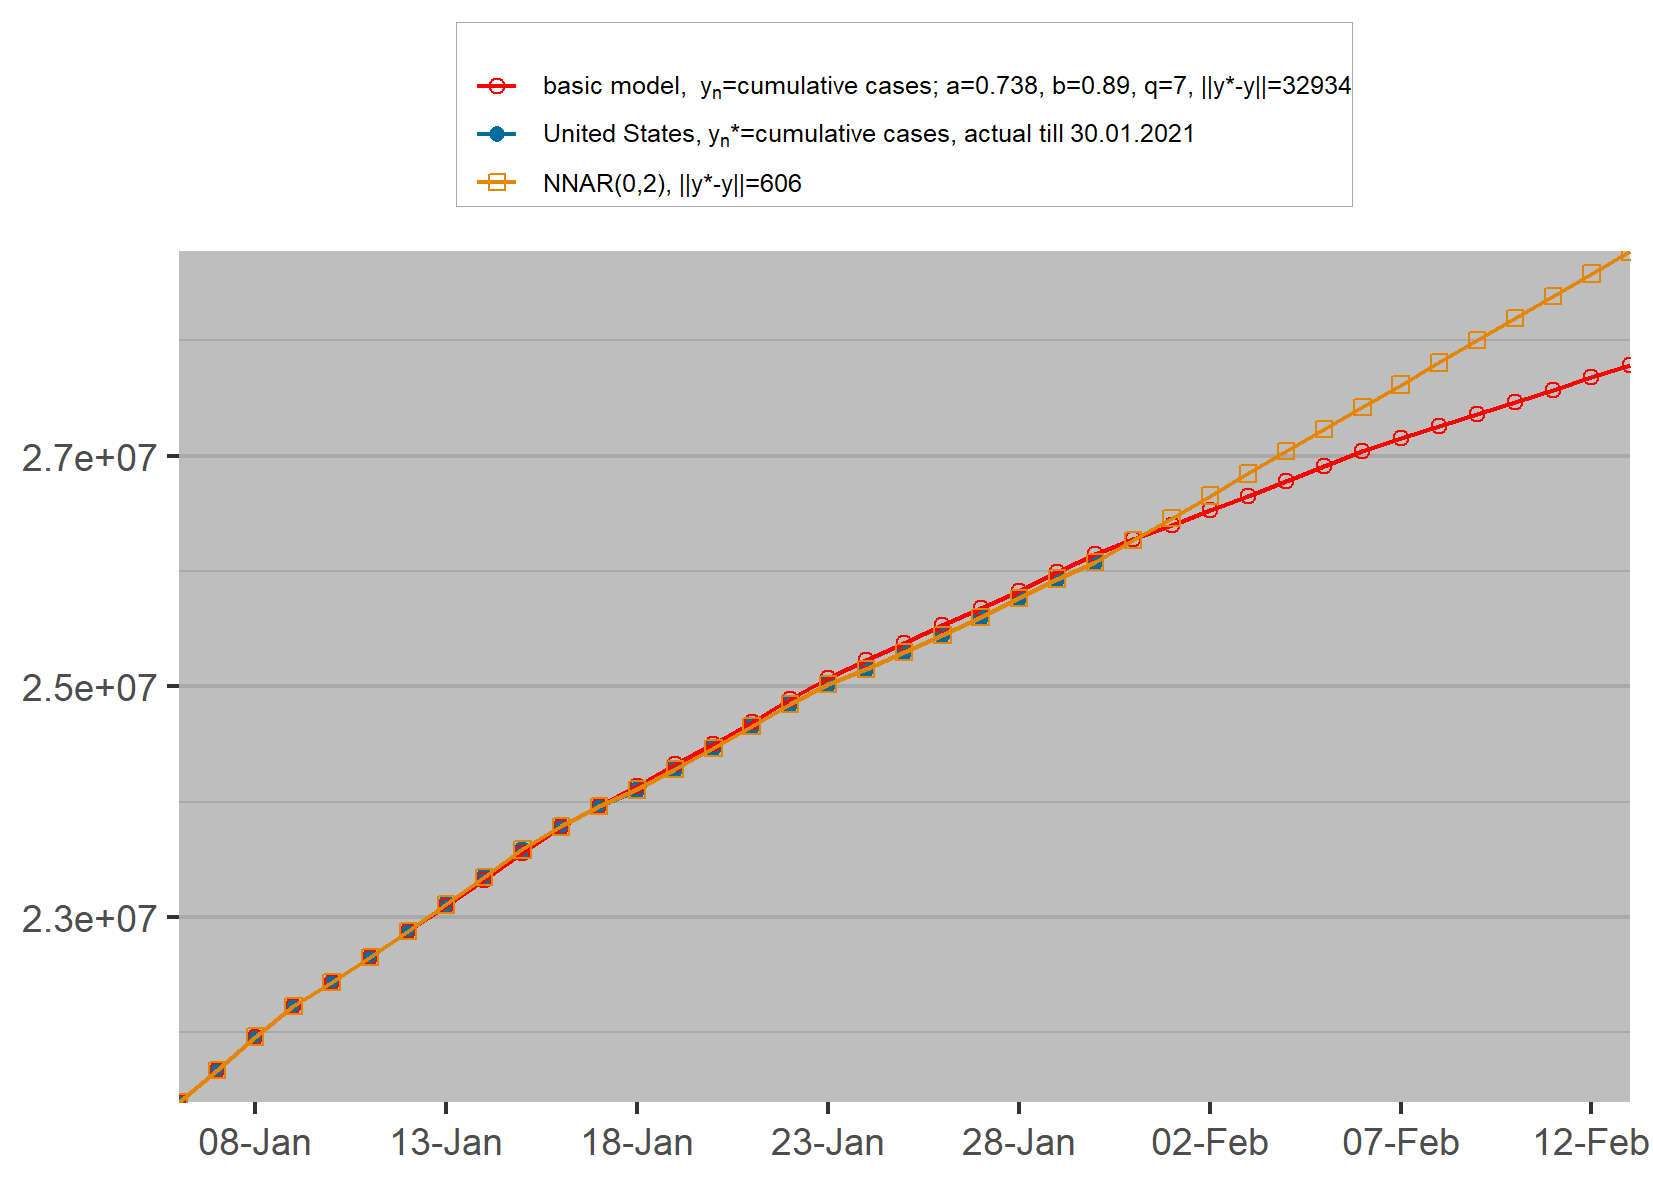 basic model, yn=cumulative cases; a=0.738, b=0.89, q=7, ||y*-y||=32934
United States, yn*=cumulative cases, actual till 30.01.2021
NNAR(0,2), ||y*-y||=606
2.7e+07
2.5e+07
2.3e+07
08-Jan 13-Jan 18-Jan 23-Jan 28-Jan 02-Feb 07-Feb 12-Feb